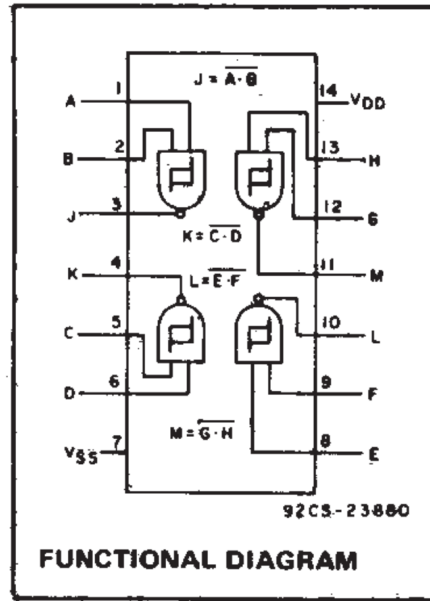 J = A·B
A 1
14 VDD
B 2
13 H
J 3
12 G
K = C·D
K 4
11 M
L = E·F
C 5
10 L
D 6
9 F
M = G·H
VSS 7
8 E
92CS-23880
FUNCTIONAL DIAGRAM